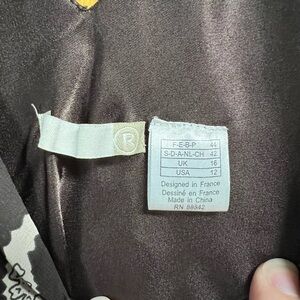 R
F-E-B-P 44
S-D-A-NL-CH 42
UK 16
USA 12
Designed in France
Dessiné en France
Made in China
RN 88342